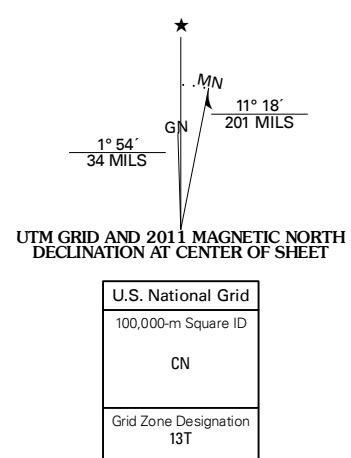 ★
MN
GN
11° 18´
201 MILS
1° 54´
34 MILS
UTM GRID AND 2011 MAGNETIC NORTH
DECLINATION AT CENTER OF SHEET
U.S. National Grid
100,000-m Square ID
CN
Grid Zone Designation
13T